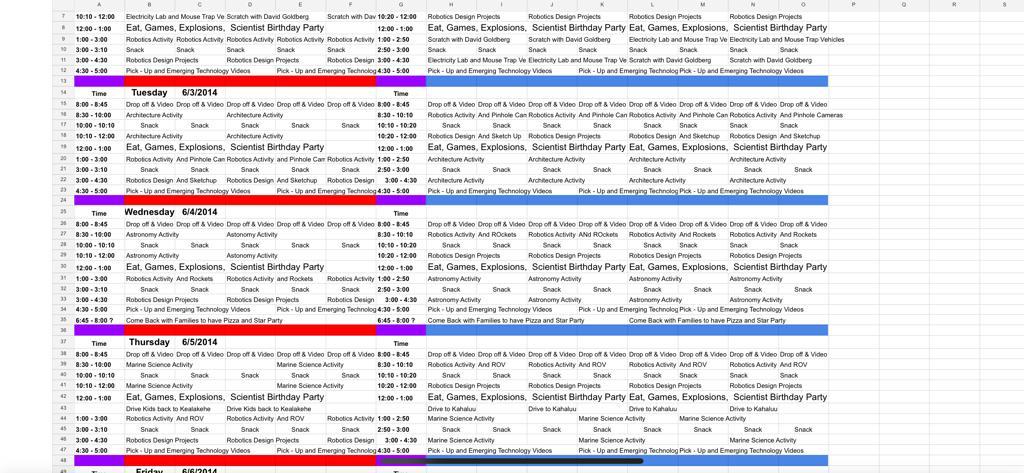 A B C D E F G H I J K L M N O P Q R S
7 10:10 - 12:00 Electricity Lab and Mouse Trap Ve Scratch with David Goldberg Scratch with Dav 10:20 - 12:00 Robotics Design Projects Robotics Design Projects Robotics Design Projects Robotics Design Projects
8 12:00 - 1:00 Eat, Games, Explosions, Scientist Birthday Party 12:00 - 1:00 Eat, Games, Explosions, Scientist Birthday Party Eat, Games, Explosions, Scientist Birthday Party
9 1:00 - 3:00 Robotics Activity Robotics Activity Robotics Activity Robotics Activity Robotics Activity 1:00 - 2:50 Scratch with David Goldberg Scratch with David Goldberg Electricity Lab and Mouse Trap Ve Electricity Lab and Mouse Trap Vehicles
10 3:00 - 3:10 Snack Snack Snack Snack Snack 2:50 - 3:00 Snack Snack Snack Snack Snack Snack Snack Snack
11 3:00 - 4:30 Robotics Design Projects Robotics Design Projects Robotics Design 3:00 - 4:30 Electricity Lab and Mouse Trap Ve Electricity Lab and Mouse Trap Ve Scratch with David Goldberg Scratch with David Goldberg
12 4:30 - 5:00 Pick - Up and Emerging Technology Videos Pick - Up and Emerging Technolog 4:30 - 5:00 Pick - Up and Emerging Technology Videos Pick - Up and Emerging Technolog Pick - Up and Emerging Technology Videos
13
14 Time Tuesday 6/3/2014 Time
15 8:00 - 8:45 Drop off & Video Drop off & Video Drop off & Video Drop off & Video Drop off & Video 8:00 - 8:45 Drop off & Video Drop off & Video Drop off & Video Drop off & Video Drop off & Video Drop off & Video Drop off & Video Drop off & Video
16 8:30 - 10:00 Architecture Activity Architecture Activity 8:30 - 10:10 Robotics Activity And Pinhole Can Robotics Activity And Pinhole Can Robotics Activity And Pinhole Can Robotics Activity And Pinhole Cameras
17 10:00 - 10:10 Snack Snack Snack Snack Snack 10:10 - 10:20 Snack Snack Snack Snack Snack Snack Snack Snack
18 10:10 - 12:00 Architecture Activity Architecture Activity 10:20 - 12:00 Robotics Design And Sketch Up Robotics Design Projects Robotics Design And Sketchup Robotics Design And Sketchup
19 12:00 - 1:00 Eat, Games, Explosions, Scientist Birthday Party 12:00 - 1:00 Eat, Games, Explosions, Scientist Birthday Party Eat, Games, Explosions, Scientist Birthday Party
20 1:00 - 3:00 Robotics Activity And Pinhole Can Robotics Activity and Pinhole Cam Robotics Activity 1:00 - 2:50 Architecture Activity Architecture Activity Architecture Activity Architecture Activity
21 3:00 - 3:10 Snack Snack Snack Snack Snack 2:50 - 3:00 Snack Snack Snack Snack Snack Snack Snack Snack
22 3:00 - 4:30 Robotics Design And Sketchup Robotics Design And Sketchup Robotics Design 3:00 - 4:30 Architecture Activity Architecture Activity Architecture Activity Architecture Activity
23 4:30 - 5:00 Pick - Up and Emerging Technology Videos Pick - Up and Emerging Technolog 4:30 - 5:00 Pick - Up and Emerging Technology Videos Pick - Up and Emerging Technolog Pick - Up and Emerging Technology Videos
24
25 Time Wednesday 6/4/2014 Time
26 8:00 - 8:45 Drop off & Video Drop off & Video Drop off & Video Drop off & Video Drop off & Video 8:00 - 8:45 Drop off & Video Drop off & Video Drop off & Video Drop off & Video Drop off & Video Drop off & Video Drop off & Video Drop off & Video
27 8:30 - 10:00 Astronomy Activity Astronomy Activity 8:30 - 10:10 Robotics Activity And ROckets Robotics Activity ANd ROckets Robotics Activity And Rockets Robotics Activity And Rockets
28 10:00 - 10:10 Snack Snack Snack Snack Snack 10:10 - 10:20 Snack Snack Snack Snack Snack Snack Snack Snack
29 10:10 - 12:00 Astronomy Activity Astronomy Activity 10:20 - 12:00 Robotics Design Projects Robotics Design Projects Robotics Design Projects Robotics Design Projects
30 12:00 - 1:00 Eat, Games, Explosions, Scientist Birthday Party 12:00 - 1:00 Eat, Games, Explosions, Scientist Birthday Party Eat, Games, Explosions, Scientist Birthday Party
31 1:00 - 3:00 Robotics Activity And Rockets Robotics Activity and Rockets Robotics Activity 1:00 - 2:50 Astronomy Activity Astronomy Activity Astronomy Activity Astronomy Activity
32 3:00 - 3:10 Snack Snack Snack Snack Snack 2:50 - 3:00 Snack Snack Snack Snack Snack Snack Snack Snack
33 3:00 - 4:30 Robotics Design Projects Robotics Design Projects Robotics Design 3:00 - 4:30 Astronomy Activity Astronomy Activity Astronomy Activity Astronomy Activity
34 4:30 - 5:00 Pick - Up and Emerging Technology Videos Pick - Up and Emerging Technolog 4:30 - 5:00 Pick - Up and Emerging Technology Videos Pick - Up and Emerging Technolog Pick - Up and Emerging Technology Videos
35 6:45 - 8:00 ? Come Back with Families to have Pizza and Star Party 6:45 - 8:00 ? Come Back with Families to have Pizza and Star Party Come Back with Families to have Pizza and Star Party
36
37 Time Thursday 6/5/2014 Time
38 8:00 - 8:45 Drop off & Video Drop off & Video Drop off & Video Drop off & Video Drop off & Video 8:00 - 8:45 Drop off & Video Drop off & Video Drop off & Video Drop off & Video Drop off & Video Drop off & Video Drop off & Video Drop off & Video
39 8:30 - 10:00 Marine Science Activity Marine Science Activity 8:30 - 10:10 Robotics Activity And ROV Robotics Activity And ROV Robotics Activity And ROV Robotics Activity And ROV
40 10:00 - 10:10 Snack Snack Snack Snack Snack 10:10 - 10:20 Snack Snack Snack Snack Snack Snack Snack Snack
41 10:10 - 12:00 Marine Science Activity Marine Science Activity 10:20 - 12:00 Robotics Design Projects Robotics Design Projects Robotics Design Projects Robotics Design Projects
42 12:00 - 1:00 Eat, Games, Explosions, Scientist Birthday Party 12:00 - 1:00 Eat, Games, Explosions, Scientist Birthday Party Eat, Games, Explosions, Scientist Birthday Party
43 Drive Kids back to Kealakehe Drive Kids back to Kealakehe Drive to Kahaluu Drive to Kahaluu Drive to Kahaluu Drive to Kahaluu
44 1:00 - 3:00 Robotics Activity And ROV Robotics Activity And ROV Robotics Activity 1:00 - 2:50 Marine Science Activity Marine Science Activity Marine Science Activity
45 3:00 - 3:10 Snack Snack Snack Snack Snack 2:50 - 3:00 Snack Snack Snack Snack Snack Snack Snack Snack
46 3:00 - 4:30 Robotics Design Projects Robotics Design Projects Robotics Design 3:00 - 4:30 Marine Science Activity Marine Science Activity Marine Science Activity
47 4:30 - 5:00 Pick - Up and Emerging Technology Videos Pick - Up and Emerging Technolog 4:30 - 5:00 Pick - Up and Emerging Technology Videos Pick - Up and Emerging Technolog Pick - Up and Emerging Technology Videos
48
49 Time Friday 6/6/2014 Time